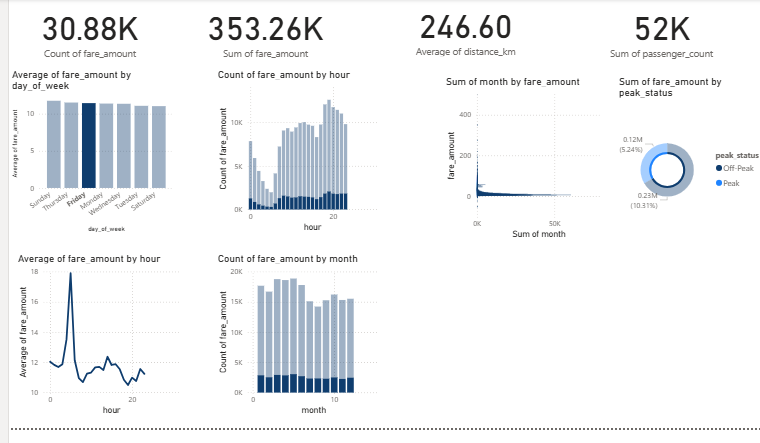 30.88K
Count of fare_amount
353.26K
Sum of fare_amount
246.60
Average of distance_km
52K
Sum of passenger_count
Average of fare_amount by
day_of_week
Average of fare_amount
10
5
0
Sunday
Thursday
Friday
Monday
Wednesday
Tuesday
Saturday
day_of_week
Count of fare_amount by hour
Count of fare_amount
10K
5K
0K
0
20
hour
Sum of month by fare_amount
fare_amount
400
200
0
0K
50K
Sum of month
Sum of fare_amount by
peak_status
0.12M
(5.24%)
0.23M
(10.31%)
peak_status
Off-Peak
Peak
Average of fare_amount by hour
Average of fare_amount
18
16
14
12
10
0
20
hour
Count of fare_amount by month
Count of fare_amount
20K
15K
10K
5K
0K
0
10
month